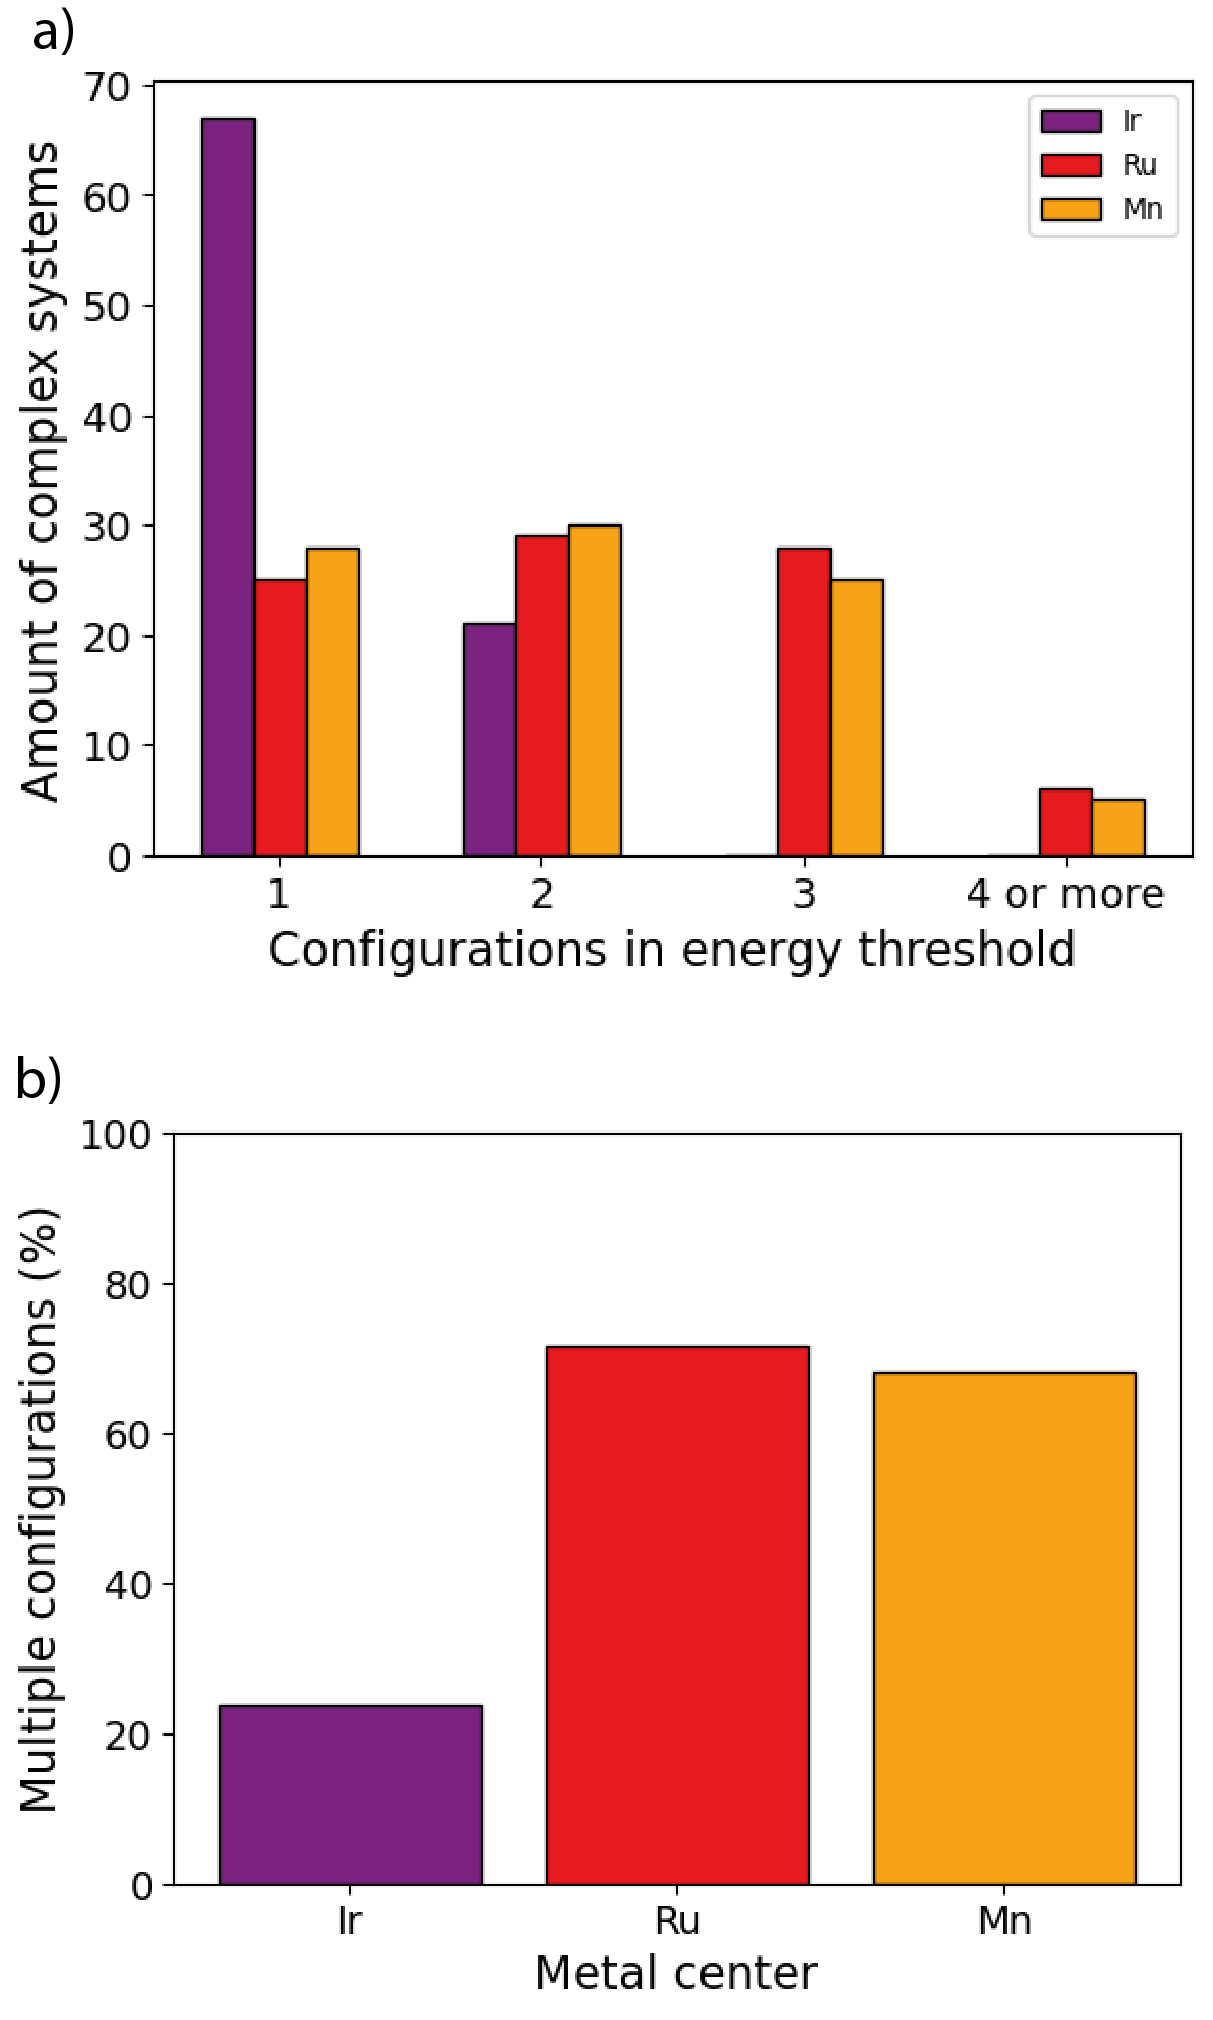 a)
70
60
50
40
30
20
10
0
Amount of complex systems
Ir
Ru
Mn
1 2 3 4 or more
Configurations in energy threshold
b)
100
80
60
40
20
0
Multiple configurations (%)
Ir Ru Mn
Metal center